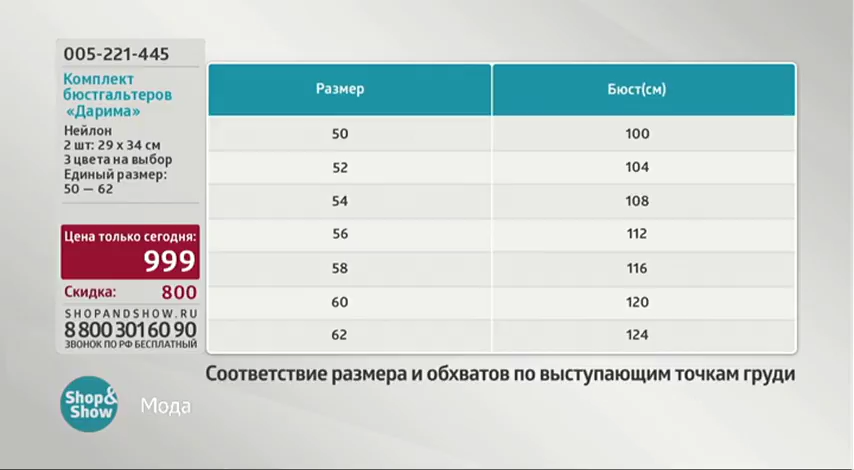 005-221-445
Комплект
бюстгальтеров
«Дарима»
Нейлон
2 шт: 29 х 34 см
3 цвета на выбор
Единый размер:
50 — 62
Цена только сегодня:
999
Скидка: 800
SHOPANDSHOW.RU
8 800 301 60 90
ЗВОНОК ПО РФ БЕСПЛАТНЫЙ
Размер Бюст(см)
50 100
52 104
54 108
56 112
58 116
60 120
62 124
Соответствие размера и обхватов по выступающим точкам груди
Shop&
Show
Мода